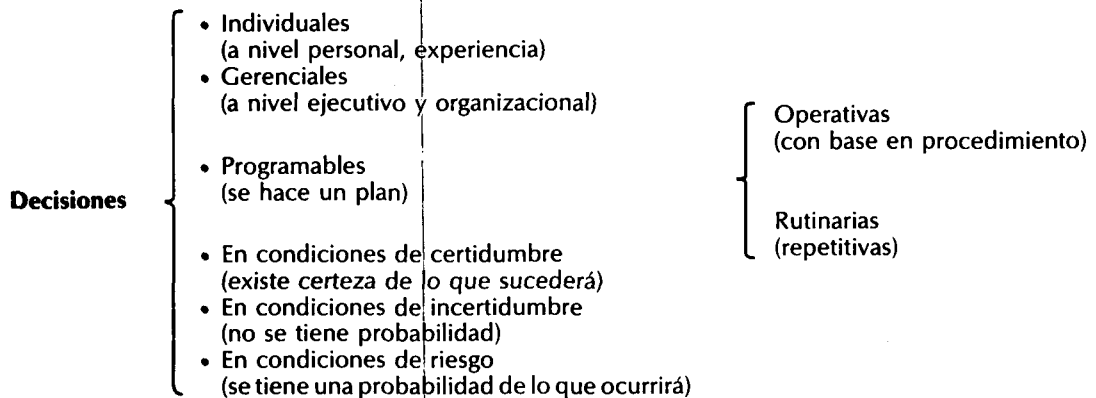 • Individuales
(a nivel personal, experiencia)
• Gerenciales
(a nivel ejecutivo y organizacional)
Operativas
(con base en procedimiento)
• Programables
(se hace un plan)
Decisiones
Rutinarias
(repetitivas)
• En condiciones de certidumbre
(existe certeza de lo que sucederá)
• En condiciones de incertidumbre
(no se tiene probabilidad)
• En condiciones de riesgo
(se tiene una probabilidad de lo que ocurrirá)